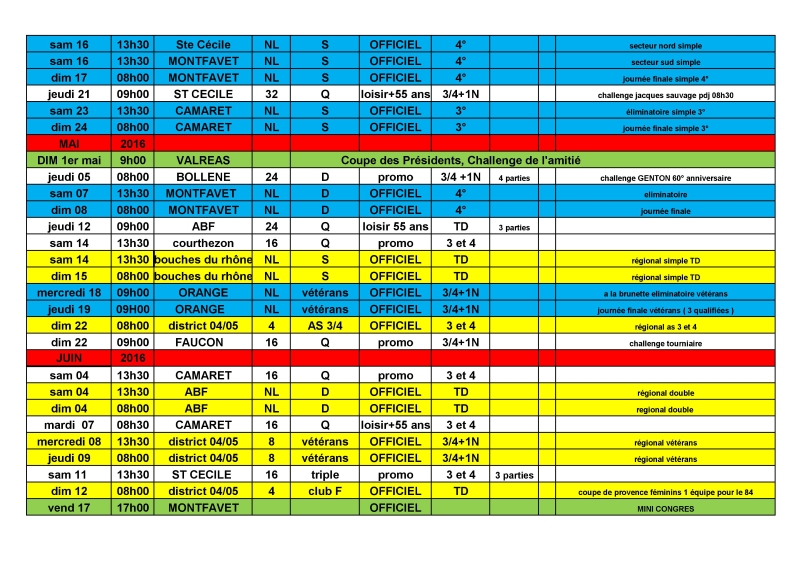 sam 16 13h30 Ste Cécile NL S OFFICIEL 4° secteur nord simple
sam 16 13h30 MONTFAVET NL S OFFICIEL 4° secteur sud simple
dim 17 08h00 MONTFAVET NL S OFFICIEL 4° journée finale simple 4°
jeudi 21 09h00 ST CECILE 32 Q loisir+55 ans 3/4+1N challenge jacques sauvage pdj 08h30
sam 23 13h30 CAMARET NL S OFFICIEL 3° éliminatoire simple 3°
dim 24 08h00 CAMARET NL S OFFICIEL 3° journée finale simple 3°
MAI 2016
DIM 1er mai 9h00 VALREAS Coupe des Présidents, Challenge de l'amitié
jeudi 05 08h00 BOLLENE 24 D promo 3/4 +1N 4 parties challenge GENTON 60° anniversaire
sam 07 13h30 MONTFAVET NL D OFFICIEL 4° eliminatoire
dim 08 08h00 MONTFAVET NL D OFFICIEL 4° journée finale
jeudi 12 09h00 ABF 24 Q loisir 55 ans TD 3 parties
sam 14 13h30 courthezon 16 Q promo 3 et 4
sam 14 13h30 bouches du rhône NL S OFFICIEL TD régional simple TD
dim 15 08h00 bouches du rhône NL S OFFICIEL TD régional simple TD
mercredi 18 09h00 ORANGE NL vétérans OFFICIEL 3/4+1N a la brunette eliminatoire vétérans
jeudi 19 09H00 ORANGE NL vétérans OFFICIEL 3/4+1N journée finale vétérans ( 3 qualifiées )
dim 22 08h00 district 04/05 4 AS 3/4 OFFICIEL 3 et 4 régional as 3 et 4
dim 22 08h00 FAUCON 16 Q promo 3/4+1N challenge tourniaire
JUIN 2016
sam 04 13h30 CAMARET 16 Q promo 3 et 4
sam 04 13h30 ABF NL D OFFICIEL TD régional double
dim 04 08h00 ABF NL D OFFICIEL TD regional double
mardi 07 08h30 CAMARET 16 Q loisir+55 ans 3 et 4
mercredi 08 13h30 district 04/05 8 vétérans OFFICIEL 3/4+1N régional vétérans
jeudi 09 08h00 district 04/05 8 vétérans OFFICIEL 3/4+1N régional vétérans
sam 11 13h30 ST CECILE 16 triple promo 3 et 4 3 parties
dim 12 08h00 district 04/05 4 club F OFFICIEL TD coupe de provence féminins 1 équipe pour le 84
vend 17 17h00 MONTFAVET OFFICIEL MINI CONGRES